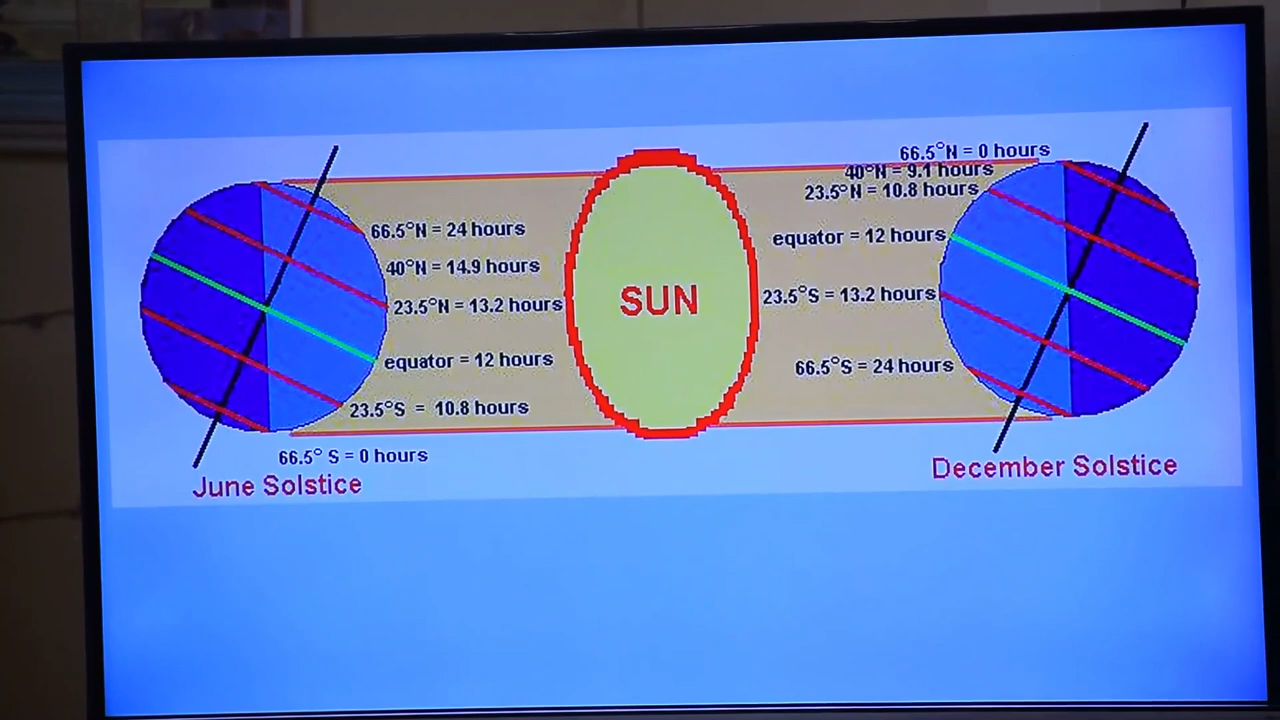 66.5°N = 24 hours
40°N = 14.9 hours
23.5°N = 13.2 hours
equator = 12 hours
23.5°S = 10.8 hours
66.5° S = 0 hours
June Solstice
SUN
66.5°N = 0 hours
40°N = 9.1 hours
23.5°N = 10.8 hours
equator = 12 hours
23.5°S = 13.2 hours
66.5°S = 24 hours
December Solstice